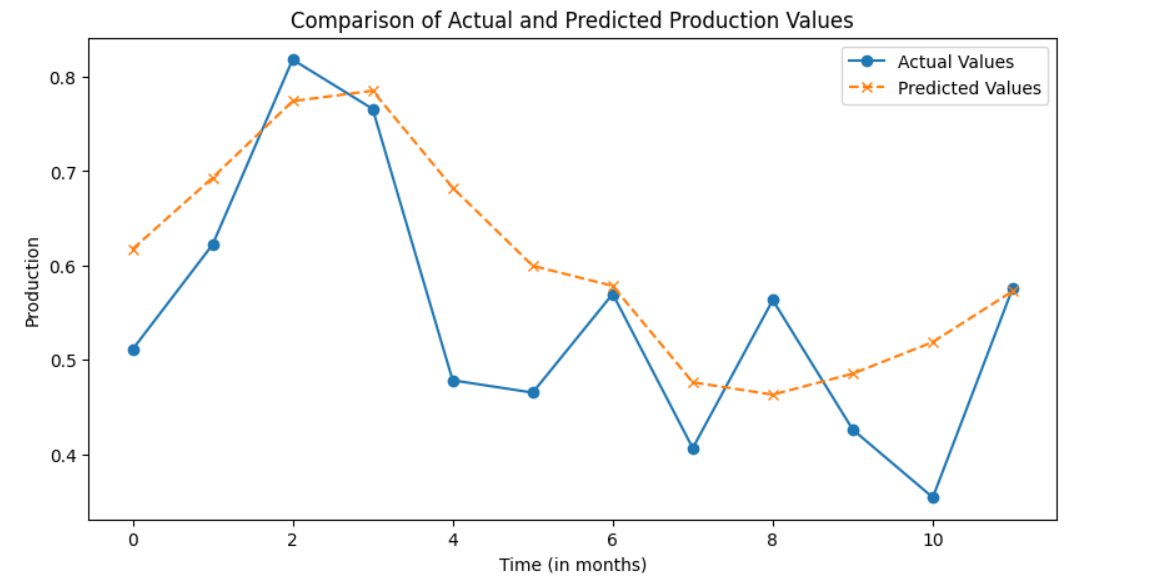 Comparison of Actual and Predicted Production Values
Actual Values
Predicted Values
0.8
0.7
0.6
0.5
0.4
Production
0 2 4 6 8 10
Time (in months)